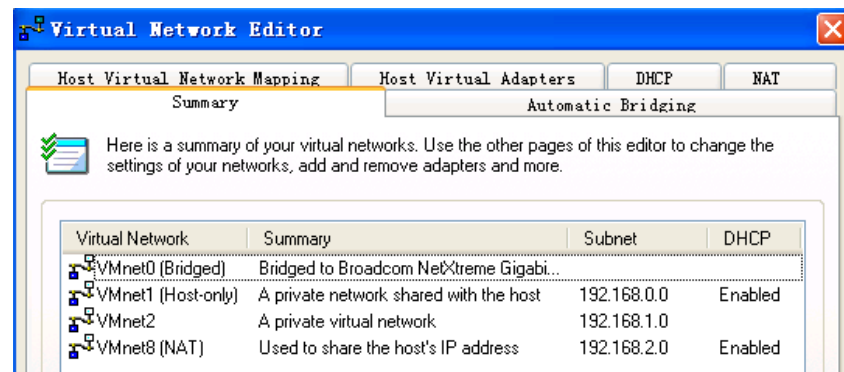 Virtual Network Editor
Host Virtual Network Mapping Host Virtual Adapters DHCP NAT
Summary Automatic Bridging
Here is a summary of your virtual networks. Use the other pages of this editor to change the
settings of your networks, add and remove adapters and more.
Virtual Network Summary Subnet DHCP
VMnet0 (Bridged) Bridged to Broadcom NetXtreme Gigabi...
VMnet1 (Host-only) A private network shared with the host 192.168.0.0 Enabled
VMnet2 A private virtual network 192.168.1.0
VMnet8 (NAT) Used to share the host's IP address 192.168.2.0 Enabled